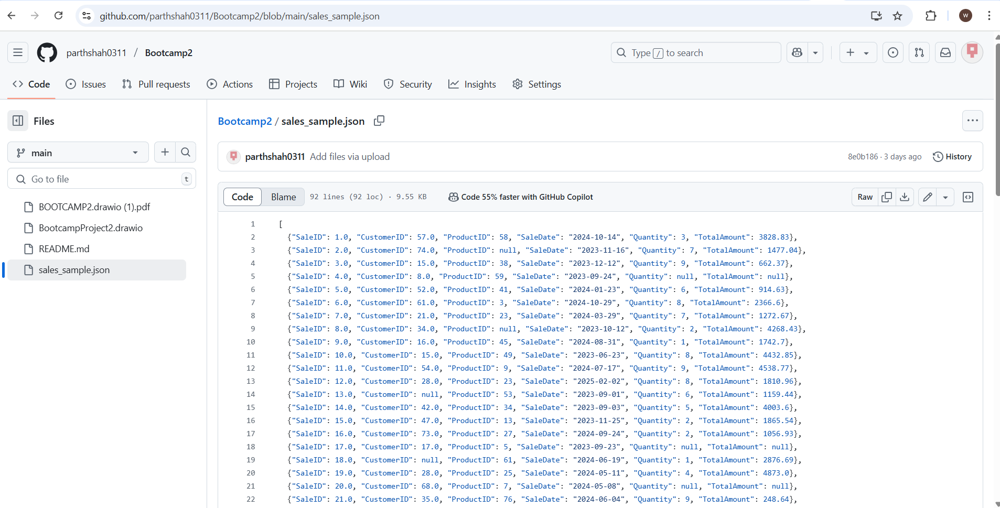 github.com/parthshah0311/Bootcamp2/blob/main/sales_sample.json
W
parthshah0311 / Bootcamp2
Type / to search
Code Issues Pull requests Actions Projects Wiki Security Insights Settings
Files
main
Go to file t
BOOTCAMP2.drawio (1).pdf
BootcampProject2.drawio
README.md
sales_sample.json
Bootcamp2 / sales_sample.json
parthshah0311 Add files via upload 8e0b186 · 3 days ago History
Code Blame 92 lines (92 loc) · 9.55 KB Code 55% faster with GitHub Copilot Raw
1 [
2 {"SaleID": 1.0, "CustomerID": 57.0, "ProductID": 58, "SaleDate": "2024-10-14", "Quantity": 3, "TotalAmount": 3828.83},
3 {"SaleID": 2.0, "CustomerID": 74.0, "ProductID": null, "SaleDate": "2023-11-16", "Quantity": 7, "TotalAmount": 1477.04},
4 {"SaleID": 3.0, "CustomerID": 15.0, "ProductID": 38, "SaleDate": "2023-12-12", "Quantity": 9, "TotalAmount": 662.37},
5 {"SaleID": 4.0, "CustomerID": 8.0, "ProductID": 59, "SaleDate": "2023-09-24", "Quantity": null, "TotalAmount": null},
6 {"SaleID": 5.0, "CustomerID": 52.0, "ProductID": 41, "SaleDate": "2024-01-23", "Quantity": 6, "TotalAmount": 914.63},
7 {"SaleID": 6.0, "CustomerID": 61.0, "ProductID": 3, "SaleDate": "2024-10-29", "Quantity": 8, "TotalAmount": 2366.6},
8 {"SaleID": 7.0, "CustomerID": 21.0, "ProductID": 23, "SaleDate": "2024-03-29", "Quantity": 7, "TotalAmount": 1272.67},
9 {"SaleID": 8.0, "CustomerID": 34.0, "ProductID": null, "SaleDate": "2023-10-12", "Quantity": 2, "TotalAmount": 4268.43},
10 {"SaleID": 9.0, "CustomerID": 16.0, "ProductID": 45, "SaleDate": "2024-08-31", "Quantity": 1, "TotalAmount": 1742.7},
11 {"SaleID": 10.0, "CustomerID": 15.0, "ProductID": 49, "SaleDate": "2023-06-23", "Quantity": 8, "TotalAmount": 4432.85},
12 {"SaleID": 11.0, "CustomerID": 54.0, "ProductID": 9, "SaleDate": "2024-07-17", "Quantity": 9, "TotalAmount": 4538.77},
13 {"SaleID": 12.0, "CustomerID": 28.0, "ProductID": 23, "SaleDate": "2025-02-02", "Quantity": 8, "TotalAmount": 1810.96},
14 {"SaleID": 13.0, "CustomerID": null, "ProductID": 53, "SaleDate": "2023-09-01", "Quantity": 6, "TotalAmount": 1159.44},
15 {"SaleID": 14.0, "CustomerID": 42.0, "ProductID": 34, "SaleDate": "2023-09-03", "Quantity": 5, "TotalAmount": 4003.6},
16 {"SaleID": 15.0, "CustomerID": 47.0, "ProductID": 13, "SaleDate": "2023-11-25", "Quantity": 2, "TotalAmount": 1865.54},
17 {"SaleID": 16.0, "CustomerID": 73.0, "ProductID": 27, "SaleDate": "2024-09-24", "Quantity": 2, "TotalAmount": 1056.93},
18 {"SaleID": 17.0, "CustomerID": 17.0, "ProductID": 5, "SaleDate": "2023-09-23", "Quantity": null, "TotalAmount": null},
19 {"SaleID": 18.0, "CustomerID": null, "ProductID": 61, "SaleDate": "2024-06-19", "Quantity": 1, "TotalAmount": 2876.69},
20 {"SaleID": 19.0, "CustomerID": 28.0, "ProductID": 25, "SaleDate": "2024-05-11", "Quantity": 4, "TotalAmount": 4873.0},
21 {"SaleID": 20.0, "CustomerID": 68.0, "ProductID": 7, "SaleDate": "2024-05-08", "Quantity": null, "TotalAmount": null},
22 {"SaleID": 21.0, "CustomerID": 35.0, "ProductID": 76, "SaleDate": "2024-06-04", "Quantity": 9, "TotalAmount": 248.64},